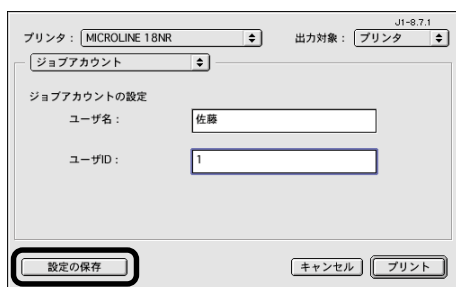 J1-8.7.1
プリンタ： MICROLINE 18NR 出力対象： プリンタ
ジョブアカウント
ジョブアカウントの設定
ユーザ名： 佐藤
ユーザID： 1
設定の保存 キャンセル プリント